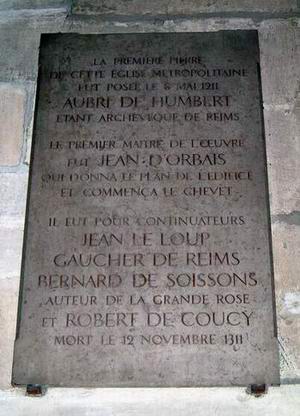 LA PREMIÈRE PIERRE
DE CETTE ÉGLISE MÉTROPOLITAINE
FUT POSÉE LE 8 MAI 1211
AUBRI DE HUMBERT
ÉTANT ARCHEVÊQUE DE REIMS
LE PREMIER MAÎTRE DE L'ŒUVRE
FUT JEAN D'ORBAIS
QUI DONNA LE PLAN DE L'ÉDIFICE
ET COMMENÇA LE CHEVET
IL EUT POUR CONTINUATEURS
JEAN LE LOUP
GAUCHER DE REIMS
BERNARD DE SOISSONS
AUTEUR DE LA GRANDE ROSE
ET ROBERT DE COUCY
MORT LE 12 NOVEMBRE 1311